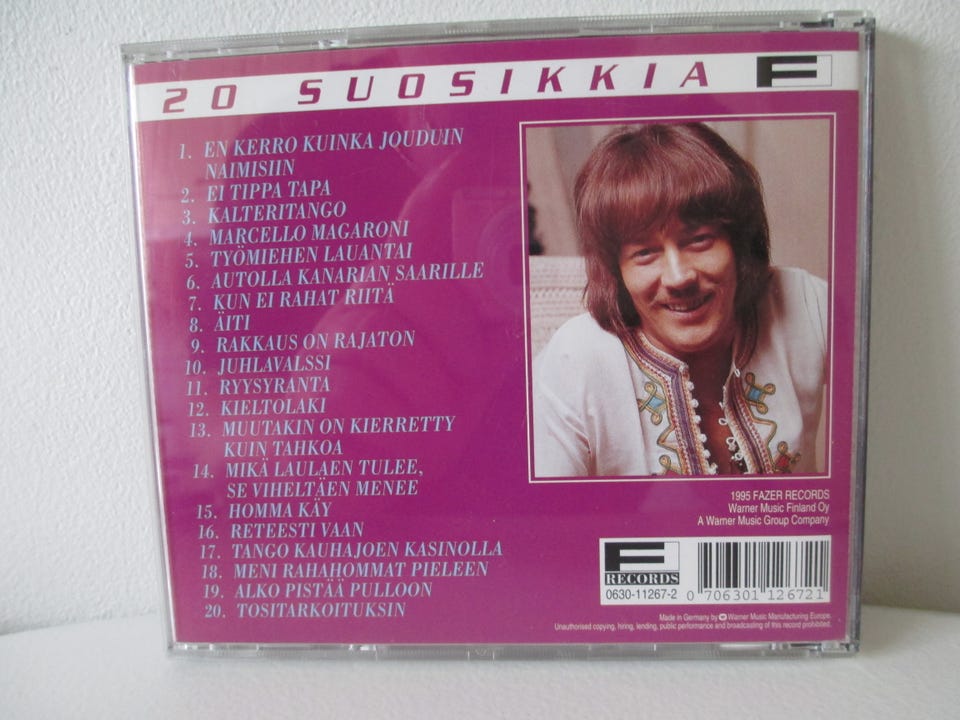 20 SUOSIKKIA F
1. EN KERRO KUINKA JOUDUIN
NAIMISIIN
2. EI TIPPA TAPA
3. KALTERITANGO
4. MARCELLO MAGARONI
5. TYÖMIEHEN LAUANTAI
6. AUTOLLA KANARIAN SAARILLE
7. KUN EI RAHAT RIITÄ
8. ÄITI
9. RAKKAUS ON RAJATON
10. JUHLAVALSSI
11. RYYSYRANTA
12. KIELTOLAKI
13. MUUTAKIN ON KIERRETTY
KUIN TAHKOA
14. MIKÄ LAULAEN TULEE,
SE VIHELTÄEN MENEE
15. HOMMA KÄY
16. RETEESTI VAAN
17. TANGO KAUHAJOEN KASINOLLA
18. MENI RAHAHOMMAT PIELEEN
19. ALKO PISTÄÄ PULLOON
20. TOSITARKOITUKSIN
1995 FAZER RECORDS
Warner Music Finland Oy
A Warner Music Group Company
F
RECORDS
0630-11267-2
0 706301 126721
Made in Germany by Warner Music Manufacturing Europe.
Unauthorised copying, hiring, lending, public performance and broadcasting of this record prohibited.